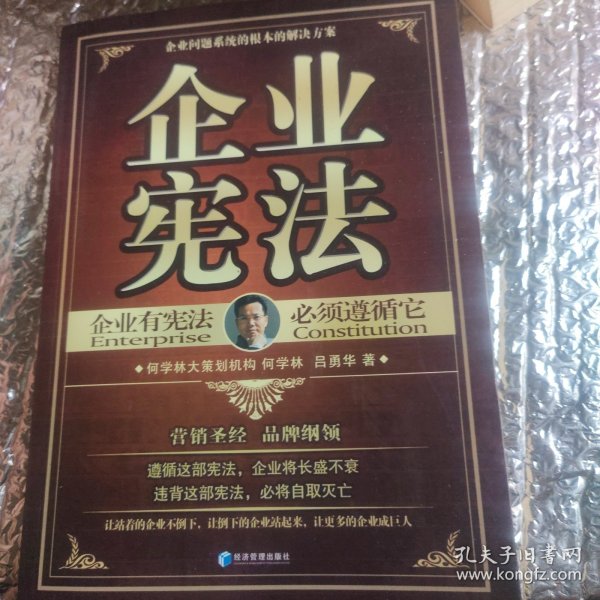 企业问题系统的根本的解决方案
企业
宪法
企业有宪法 必须遵循它
Enterprise Constitution
◆何学林大策划机构 何学林 吕勇华 著◆
营销圣经 品牌纲领
遵循这部宪法，企业将长盛不衰
违背这部宪法，必将自取灭亡
让站着的企业不倒下，让倒下的企业站起来，让更多的企业成巨人
经济管理出版社
孔夫子旧书网
www.kongfz.com